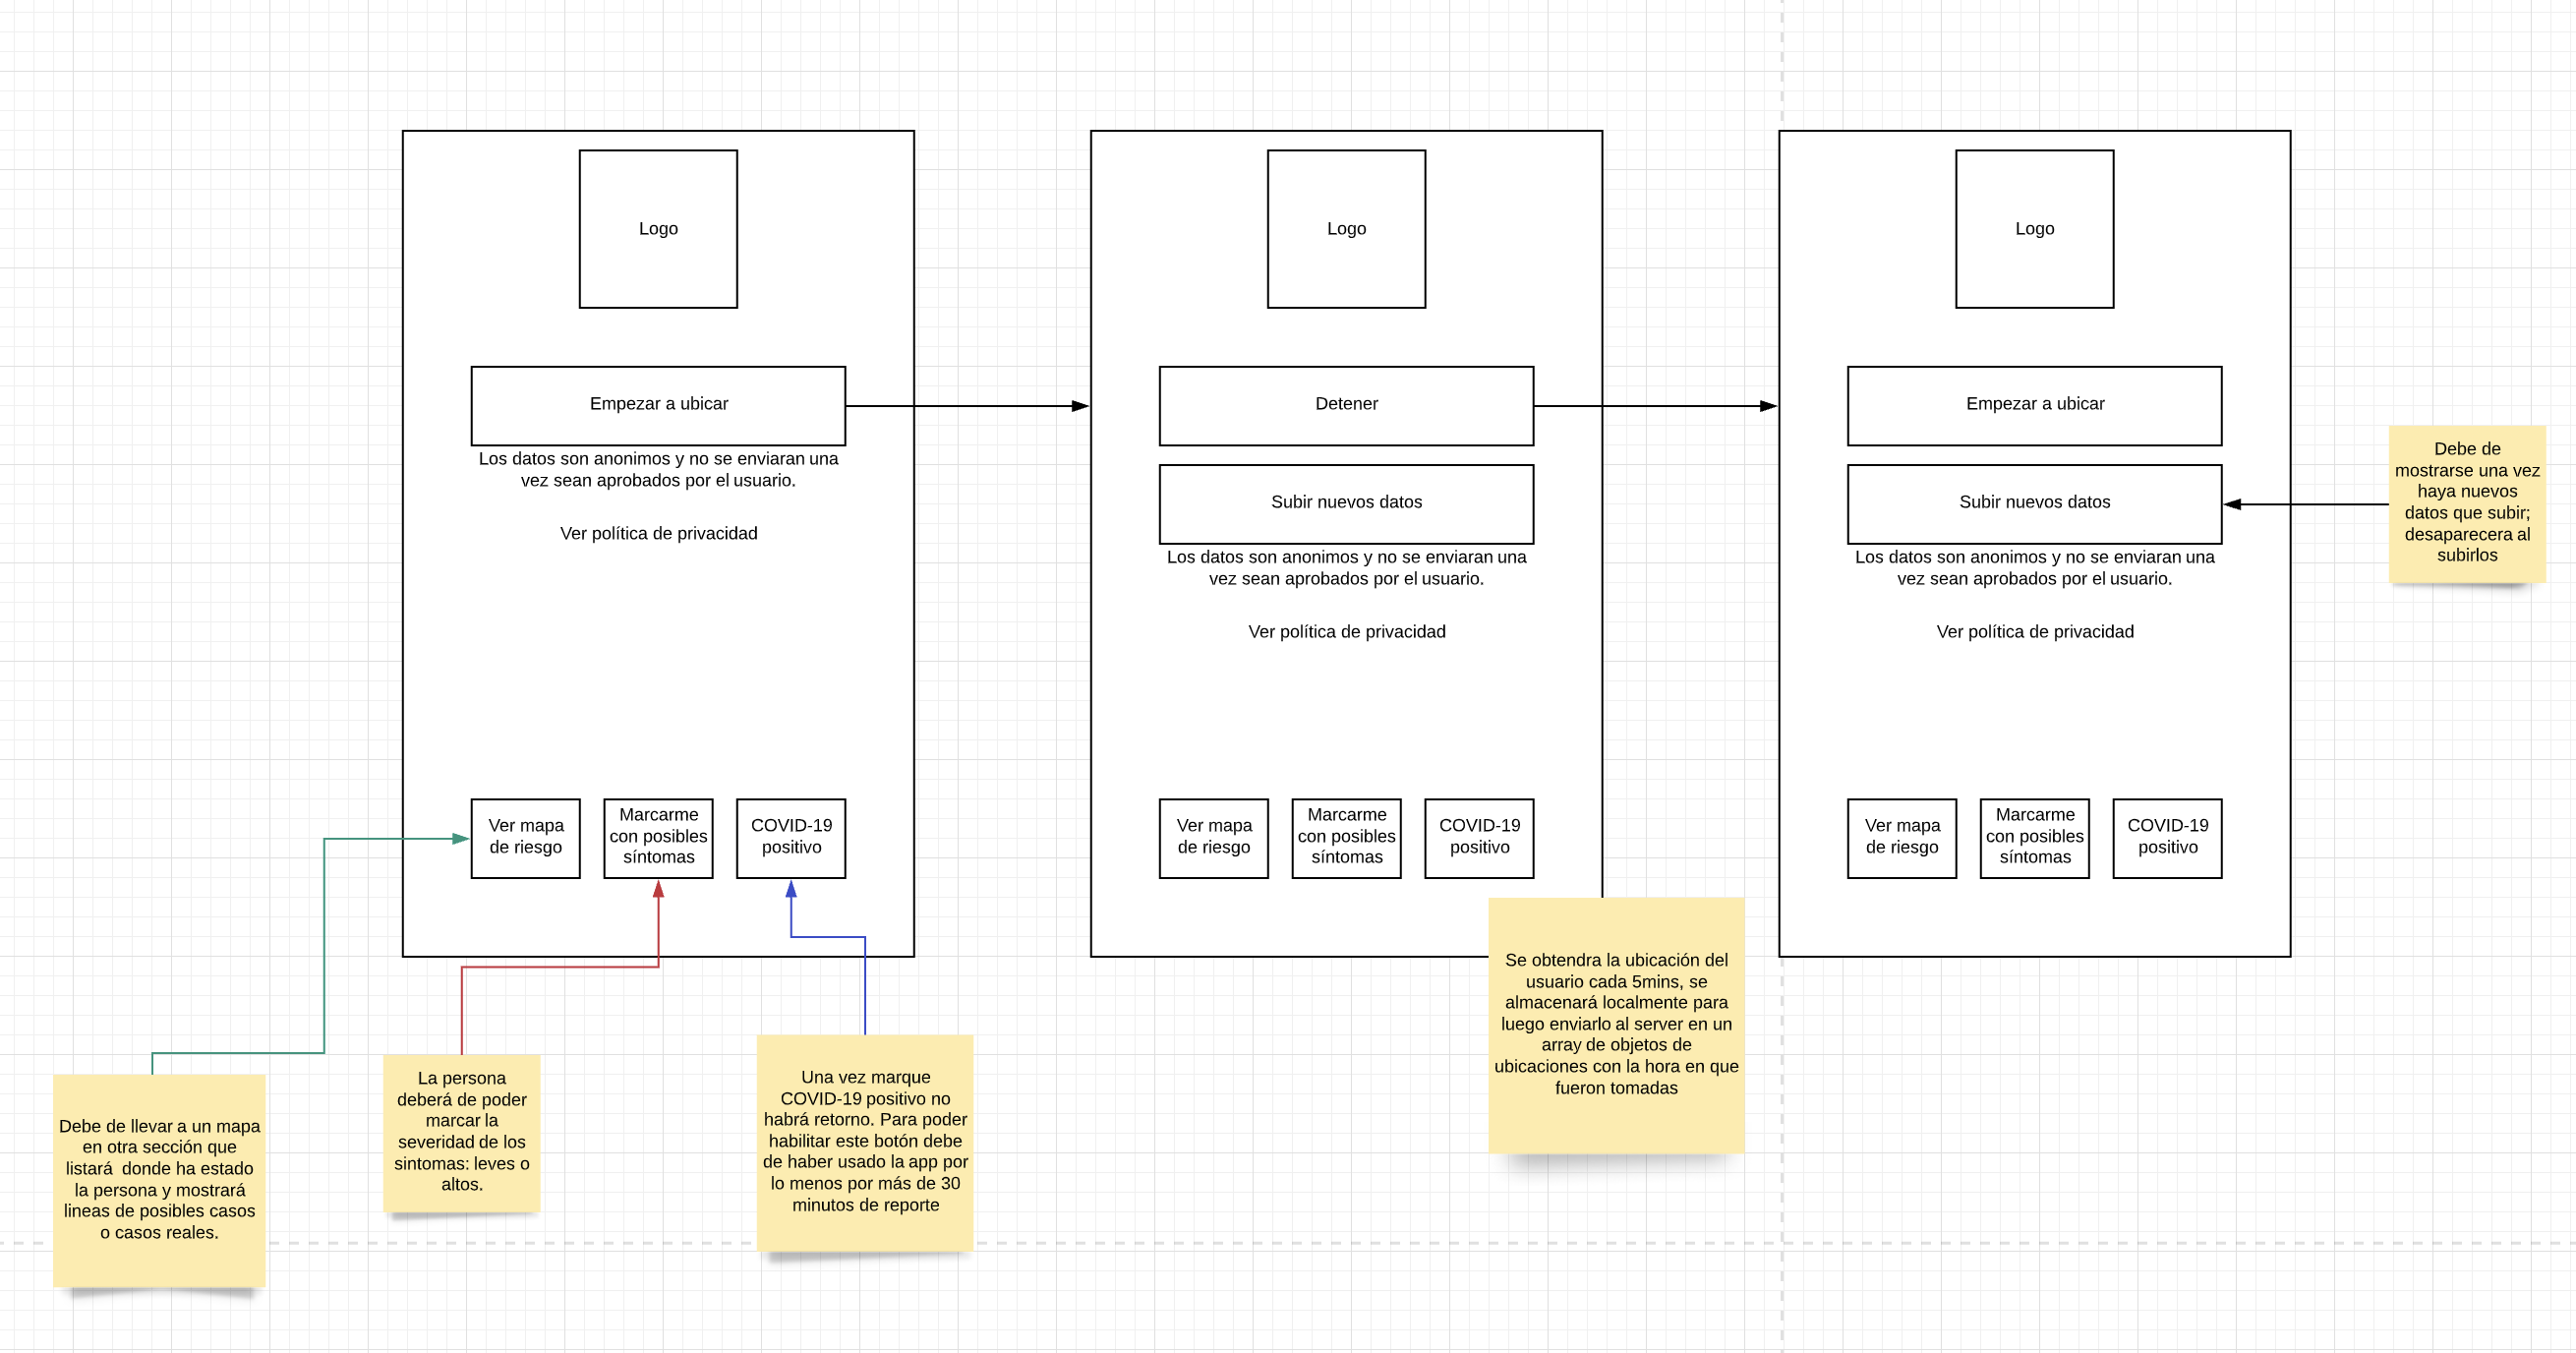 Logo
Empezar a ubicar
Los datos son anonimos y no se enviaran una
vez sean aprobados por el usuario.
Ver política de privacidad
Ver mapa
de riesgo
Marcarme
con posibles
síntomas
COVID-19
positivo
Logo
Detener
Subir nuevos datos
Los datos son anonimos y no se enviaran una
vez sean aprobados por el usuario.
Ver política de privacidad
Ver mapa
de riesgo
Marcarme
con posibles
síntomas
COVID-19
positivo
Logo
Empezar a ubicar
Subir nuevos datos
Los datos son anonimos y no se enviaran una
vez sean aprobados por el usuario.
Ver política de privacidad
Ver mapa
de riesgo
Marcarme
con posibles
síntomas
COVID-19
positivo
Debe de
mostrarse una vez
haya nuevos
datos que subir;
desaparecera al
subirlos
Debe de llevar a un mapa
en otra sección que
listará  donde ha estado
la persona y mostrará
lineas de posibles casos
o casos reales.
La persona
deberá de poder
marcar la
severidad de los
sintomas: leves o
altos.
Una vez marque
COVID-19 positivo no
habrá retorno. Para poder
habilitar este botón debe
de haber usado la app por
lo menos por más de 30
minutos de reporte
Se obtendra la ubicación del
usuario cada 5mins, se
almacenará localmente para
luego enviarlo al server en un
array de objetos de
ubicaciones con la hora en que
fueron tomadas